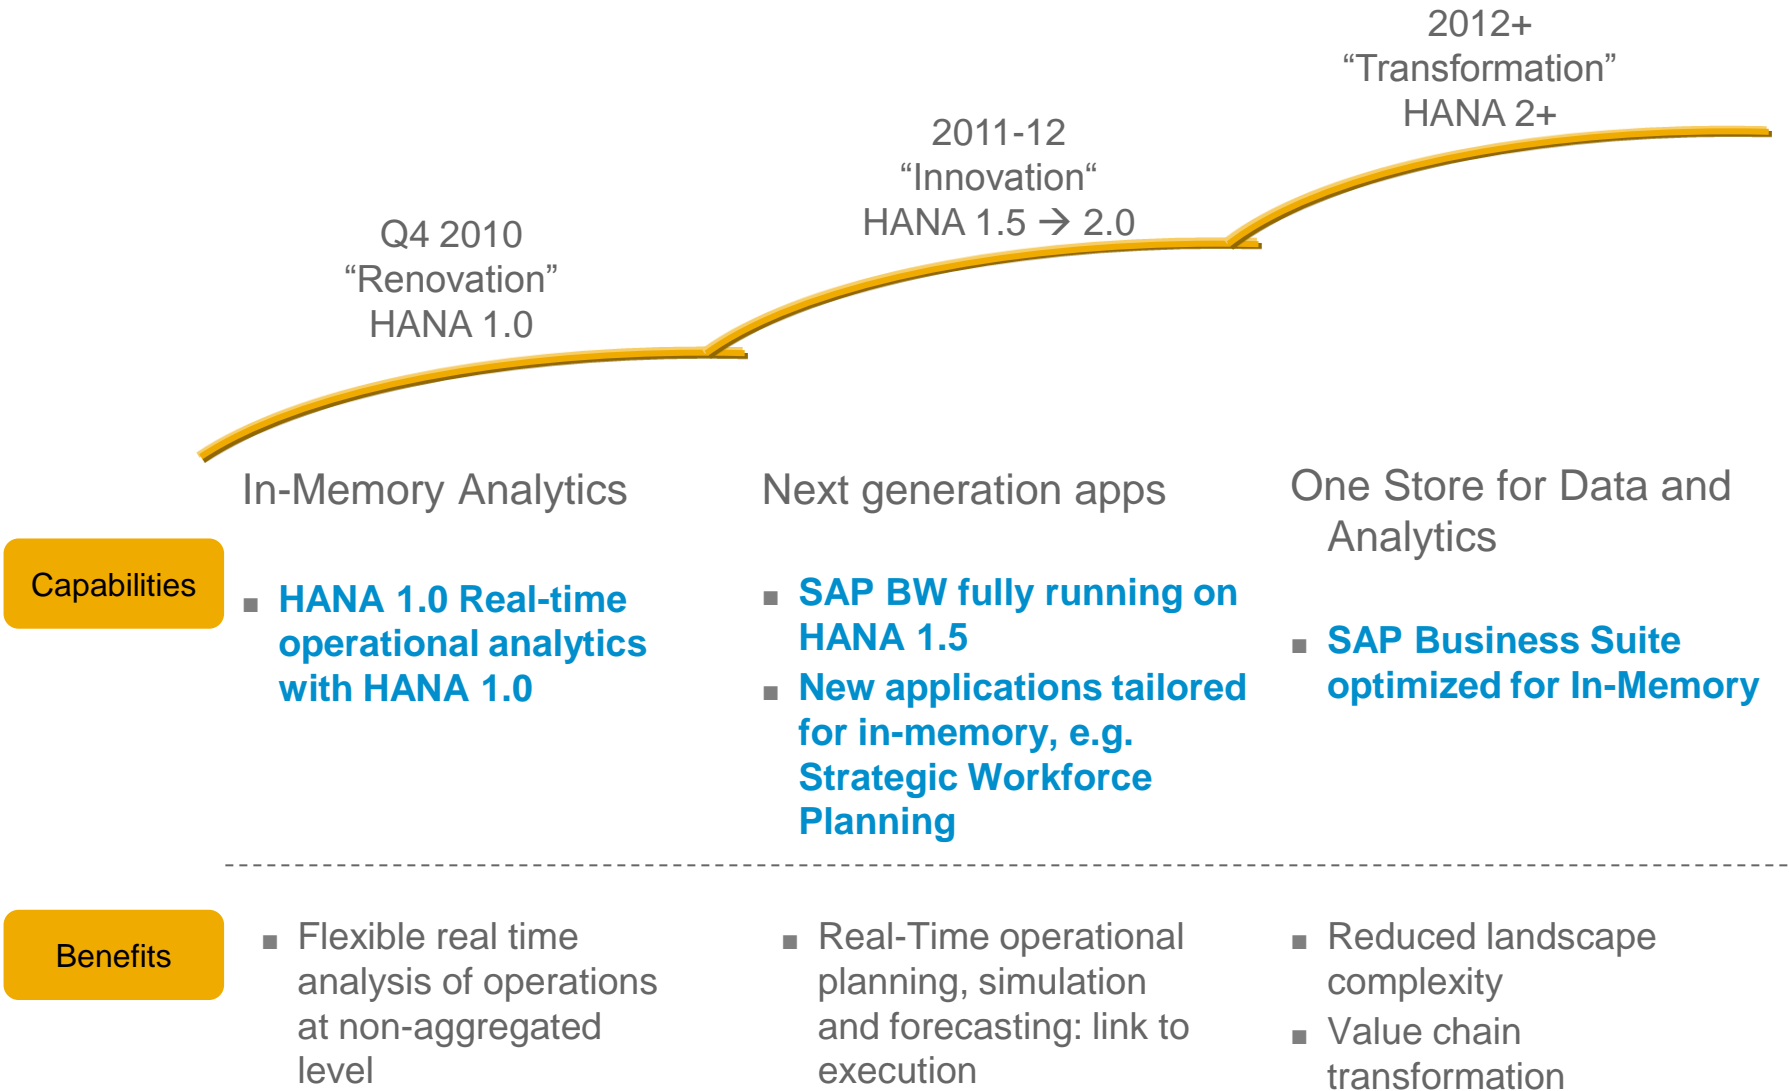 2012+
“Transformation”
HANA 2+
2011-12
“Innovation“
HANA 1.5 → 2.0
Q4 2010
“Renovation”
HANA 1.0
In-Memory Analytics
Next generation apps
One Store for Data and
Analytics
Capabilities
■ HANA 1.0 Real-time
operational analytics
with HANA 1.0
■ SAP BW fully running on
HANA 1.5
■ New applications tailored
for in-memory, e.g.
Strategic Workforce
Planning
■ SAP Business Suite
optimized for In-Memory
Benefits
■ Flexible real time
analysis of operations
at non-aggregated
level
■ Real-Time operational
planning, simulation
and forecasting: link to
execution
■ Reduced landscape
complexity
■ Value chain
transformation